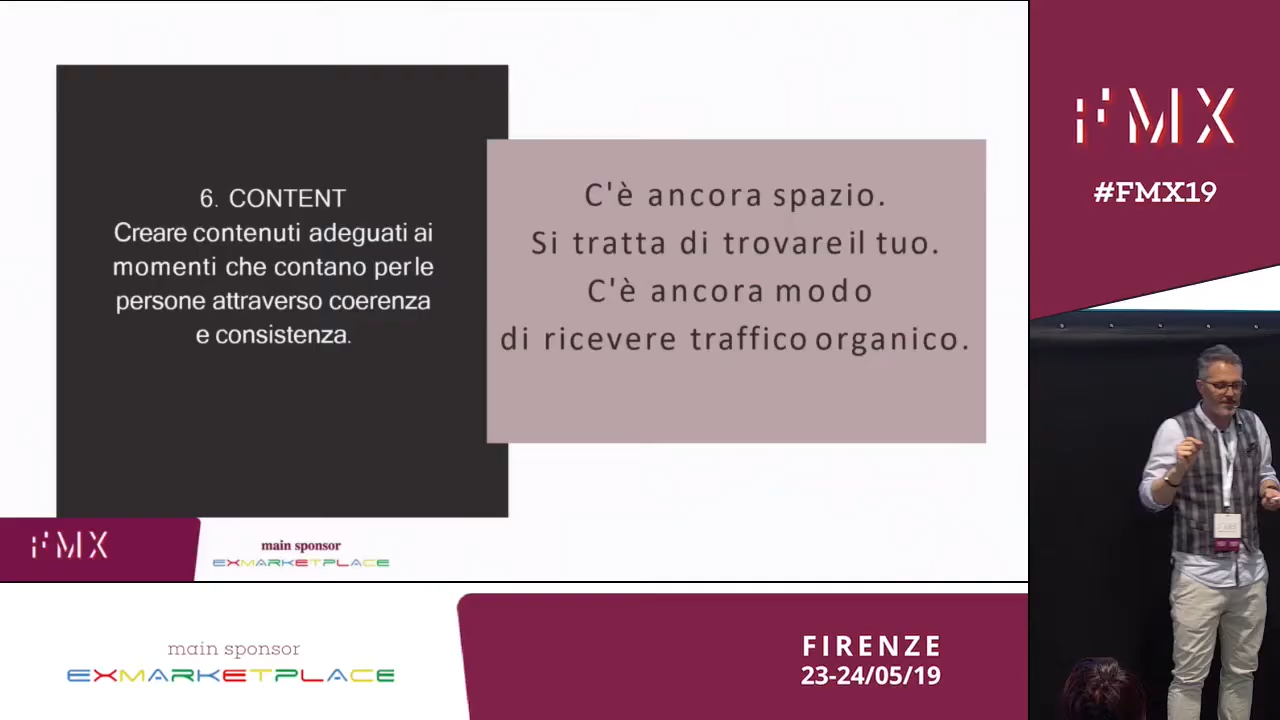 6. CONTENT
Creare contenuti adeguati ai
momenti che contano per le
persone attraverso coerenza
e consistenza.
C'è ancora spazio.
Si tratta di trovare il tuo.
C'è ancora modo
di ricevere traffico organico.
FMX
main sponsor
EXMARKETPLACE
main sponsor
EXMARKETPLACE
FIRENZE
23-24/05/19
FMX
#FMX19